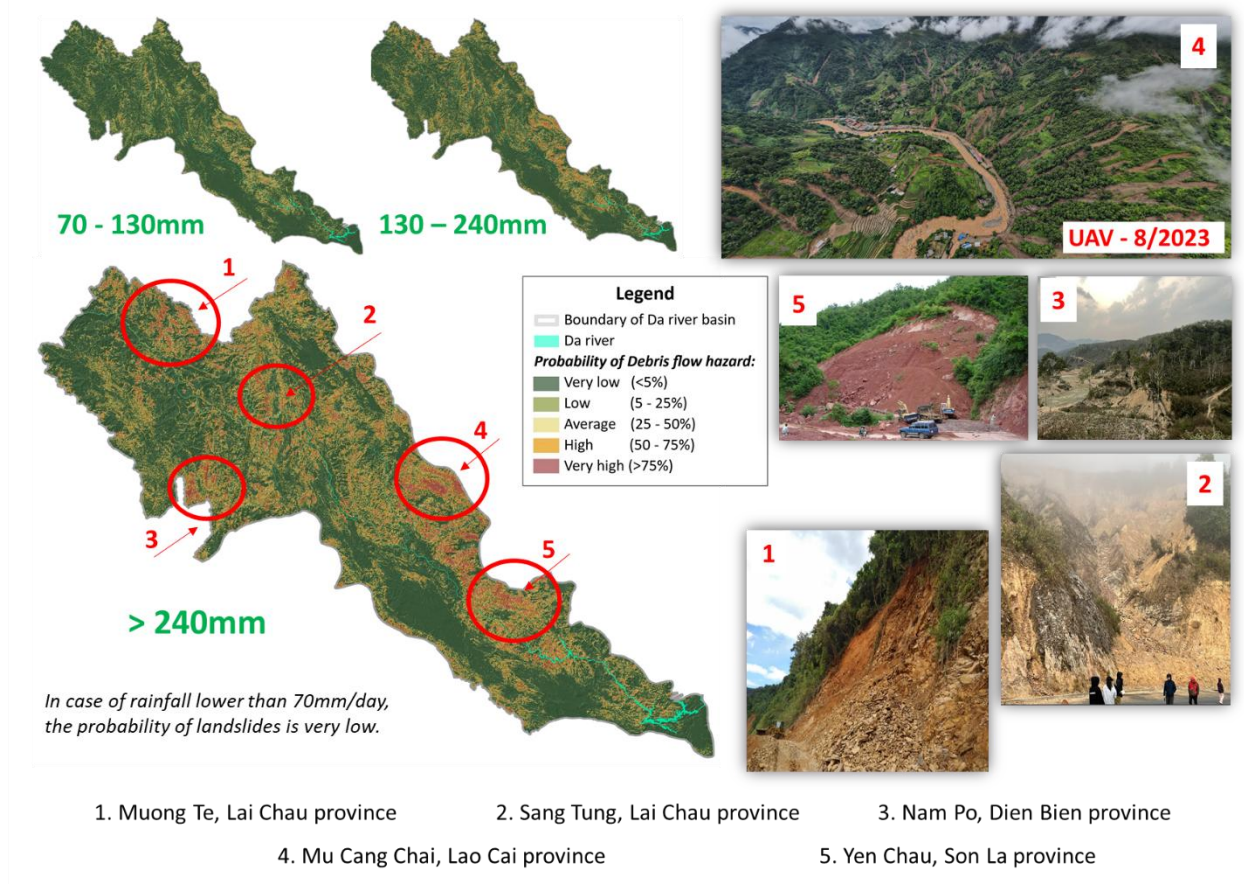 4
70 - 130mm
130 – 240mm
UAV - 8/2023
1
2
Legend
Boundary of Da river basin
Da river
Probability of Debris flow hazard:
Very low (<5%)
Low (5 - 25%)
Average (25 - 50%)
High (50 - 75%)
Very high (>75%)
5
3
4
3
5
2
1
> 240mm
In case of rainfall lower than 70mm/day,
the probability of landslides is very low.
1. Muong Te, Lai Chau province
2. Sang Tung, Lai Chau province
3. Nam Po, Dien Bien province
4. Mu Cang Chai, Lao Cai province
5. Yen Chau, Son La province